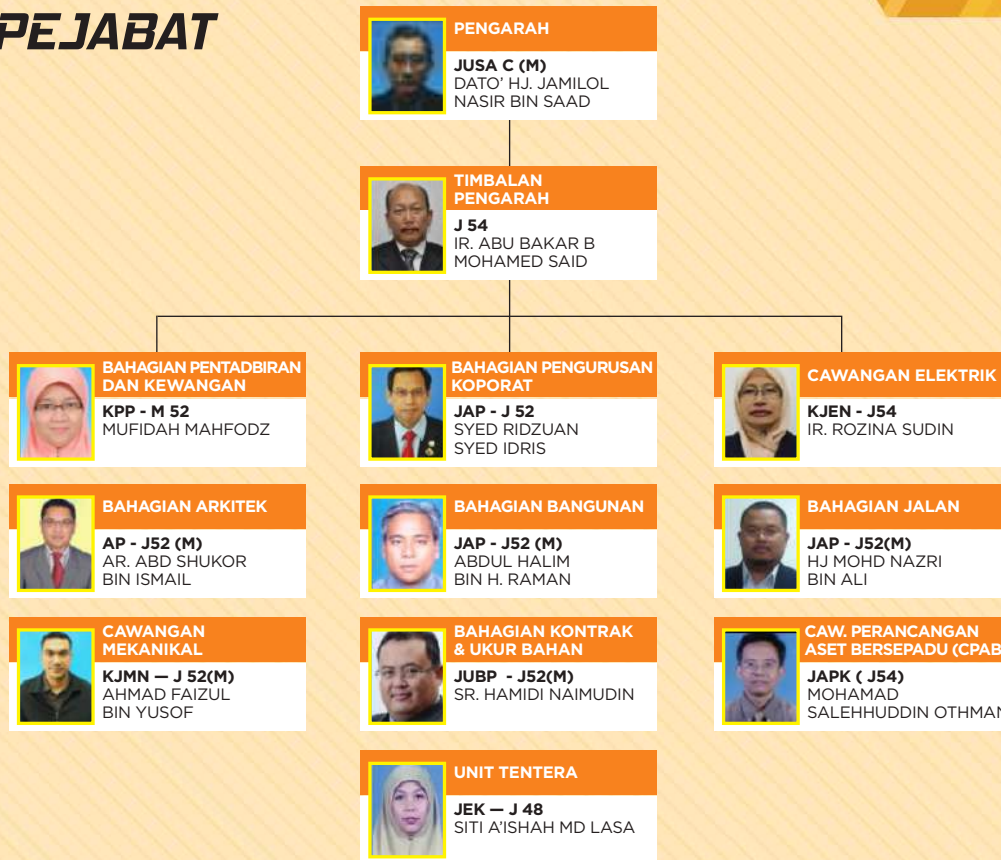 PEJABAT
PENGARAH
JUSA C (M)
DATO' HJ. JAMILOL
NASIR BIN SAAD
TIMBALAN
PENGARAH
J 54
IR. ABU BAKAR B
MOHAMED SAID
BAHAGIAN PENTADBIRAN
DAN KEWANGAN
KPP - M 52
MUFIDAH MAHFODZ
BAHAGIAN PENGURUSAN
KOPORAT
JAP - J 52
SYED RIDZUAN
SYED IDRIS
CAWANGAN ELEKTRIK
KJEN - J54
IR. ROZINA SUDIN
BAHAGIAN ARKITEK
AP - J52 (M)
AR. ABD SHUKOR
BIN ISMAIL
BAHAGIAN BANGUNAN
JAP - J52 (M)
ABDUL HALIM
BIN H. RAMAN
BAHAGIAN JALAN
JAP - J52(M)
HJ MOHD NAZRI
BIN ALI
CAWANGAN
MEKANIKAL
KJMN — J 52(M)
AHMAD FAIZUL
BIN YUSOF
BAHAGIAN KONTRAK
& UKUR BAHAN
JUBP - J52(M)
SR. HAMIDI NAIMUDIN
CAW. PERANCANGAN
ASET BERSEPADU (CPAB
JAPK ( J54)
MOHAMAD
SALEHHUDDIN OTHMAN
UNIT TENTERA
JEK — J 48
SITI A'ISHAH MD LASA